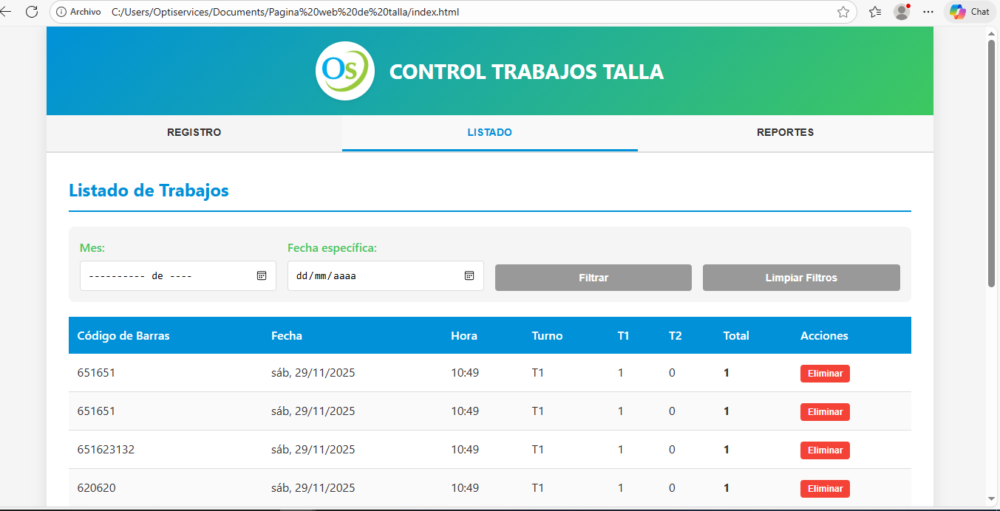 Archivo C:/Users/Optiservices/Documents/Pagina%20web%20de%20talla/index.html Chat
Os CONTROL TRABAJOS TALLA
REGISTRO LISTADO REPORTES
Listado de Trabajos
Mes: Fecha específica:
---------- de ---- dd/mm/aaaa Filtrar Limpiar Filtros
Código de Barras Fecha Hora Turno T1 T2 Total Acciones
651651 sáb, 29/11/2025 10:49 T1 1 0 1 Eliminar
651651 sáb, 29/11/2025 10:49 T1 1 0 1 Eliminar
651623132 sáb, 29/11/2025 10:49 T1 1 0 1 Eliminar
620620 sáb, 29/11/2025 10:49 T1 1 0 1 Eliminar